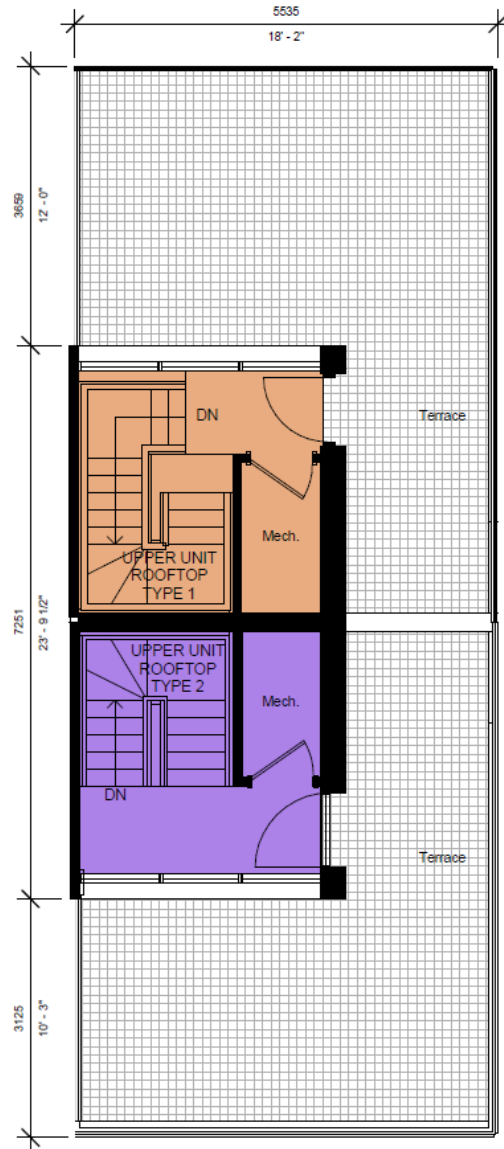 5535
18' - 2"
3659
12' - 0"
DN
Terrace
Mech.
UPPER UNIT
ROOFTOP
TYPE 1
7251
23' - 9 1/2"
UPPER UNIT
ROOFTOP
TYPE 2
Mech.
DN
Terrace
3125
10' - 3"